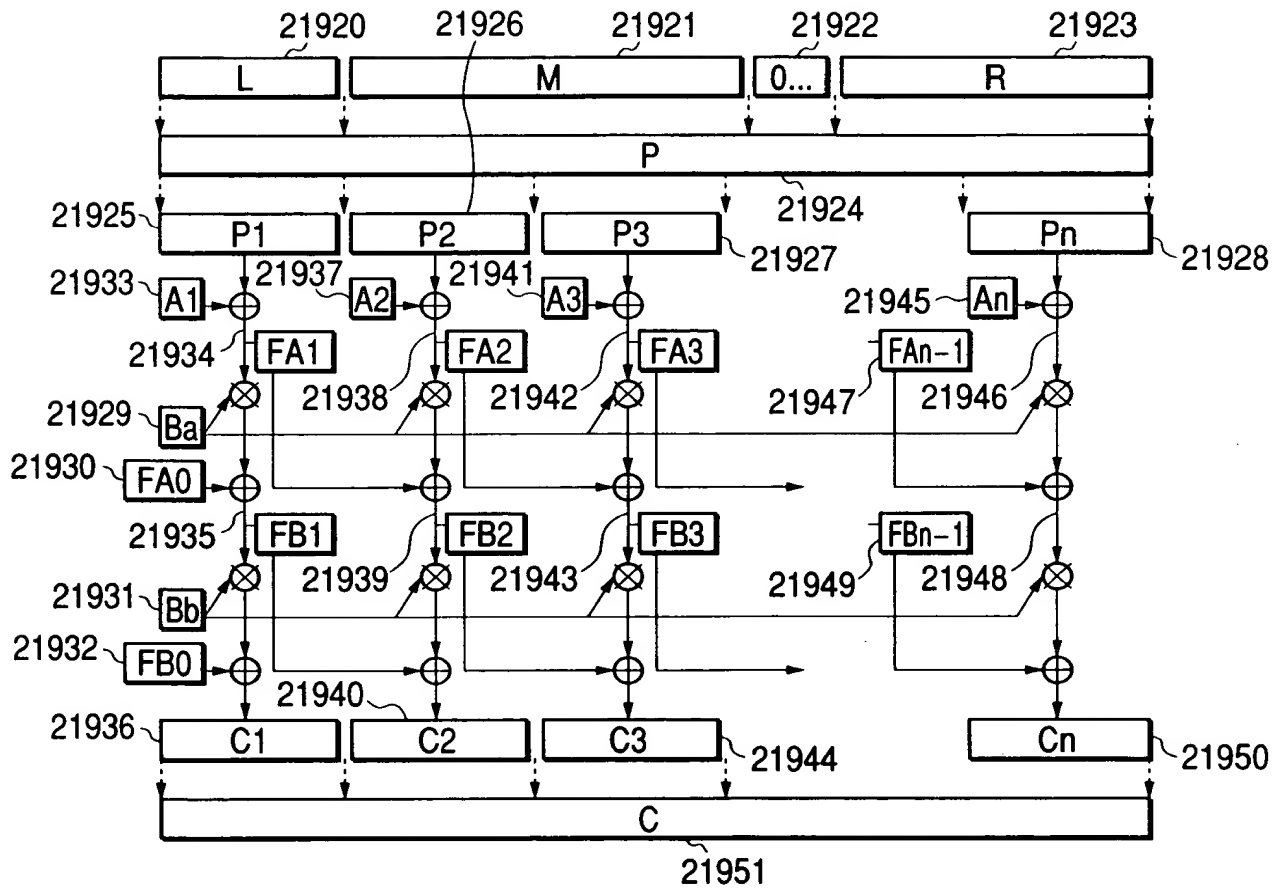 21920 21926 21921 21922 21923
L M 0... R
P
21924
21925 P1 P2 P3 21927 Pn 21928
21933 A1 21937 A2 21941 A3 21945 An
21934 FA1 21938 FA2 21942 FA3 21947 FAn-1 21946
21929 Ba
21930 FA0
21935 FB1 21939 FB2 21943 FB3 21949 FBn-1 21948
21931 Bb
21932 FB0
21936 C1 21940 C2 C3 21944 Cn 21950
C
21951